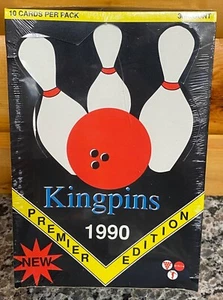 10 CARDS PER PACK
Kingpins
1990
PREMIER EDITION
NEW